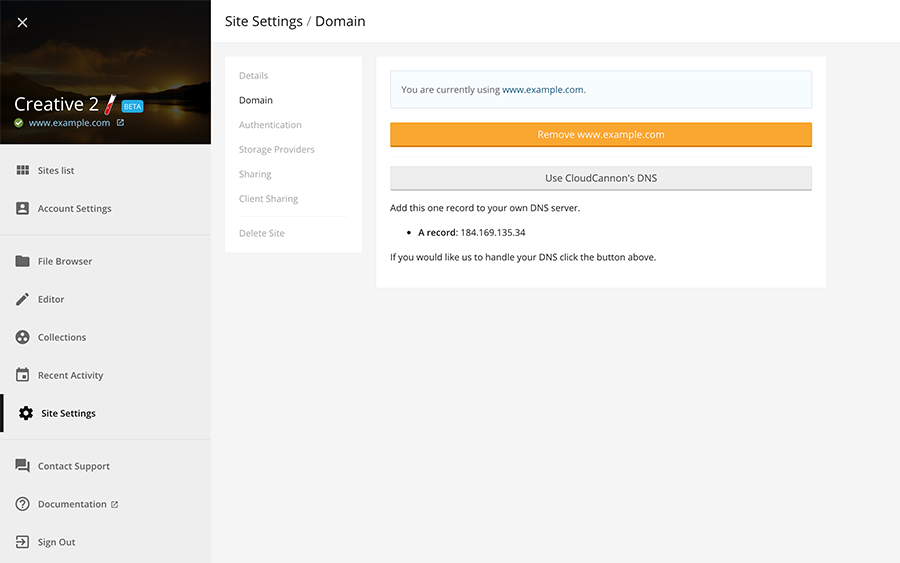 Site Settings / Domain
Creative 2 BETA
www.example.com
Sites list
Account Settings
File Browser
Editor
Collections
Recent Activity
Site Settings
Contact Support
Documentation
Sign Out
Details
Domain
Authentication
Storage Providers
Sharing
Client Sharing
Delete Site
You are currently using www.example.com.
Remove www.example.com
Use CloudCannon's DNS
Add this one record to your own DNS server.
• A record: 184.169.135.34
If you would like us to handle your DNS click the button above.